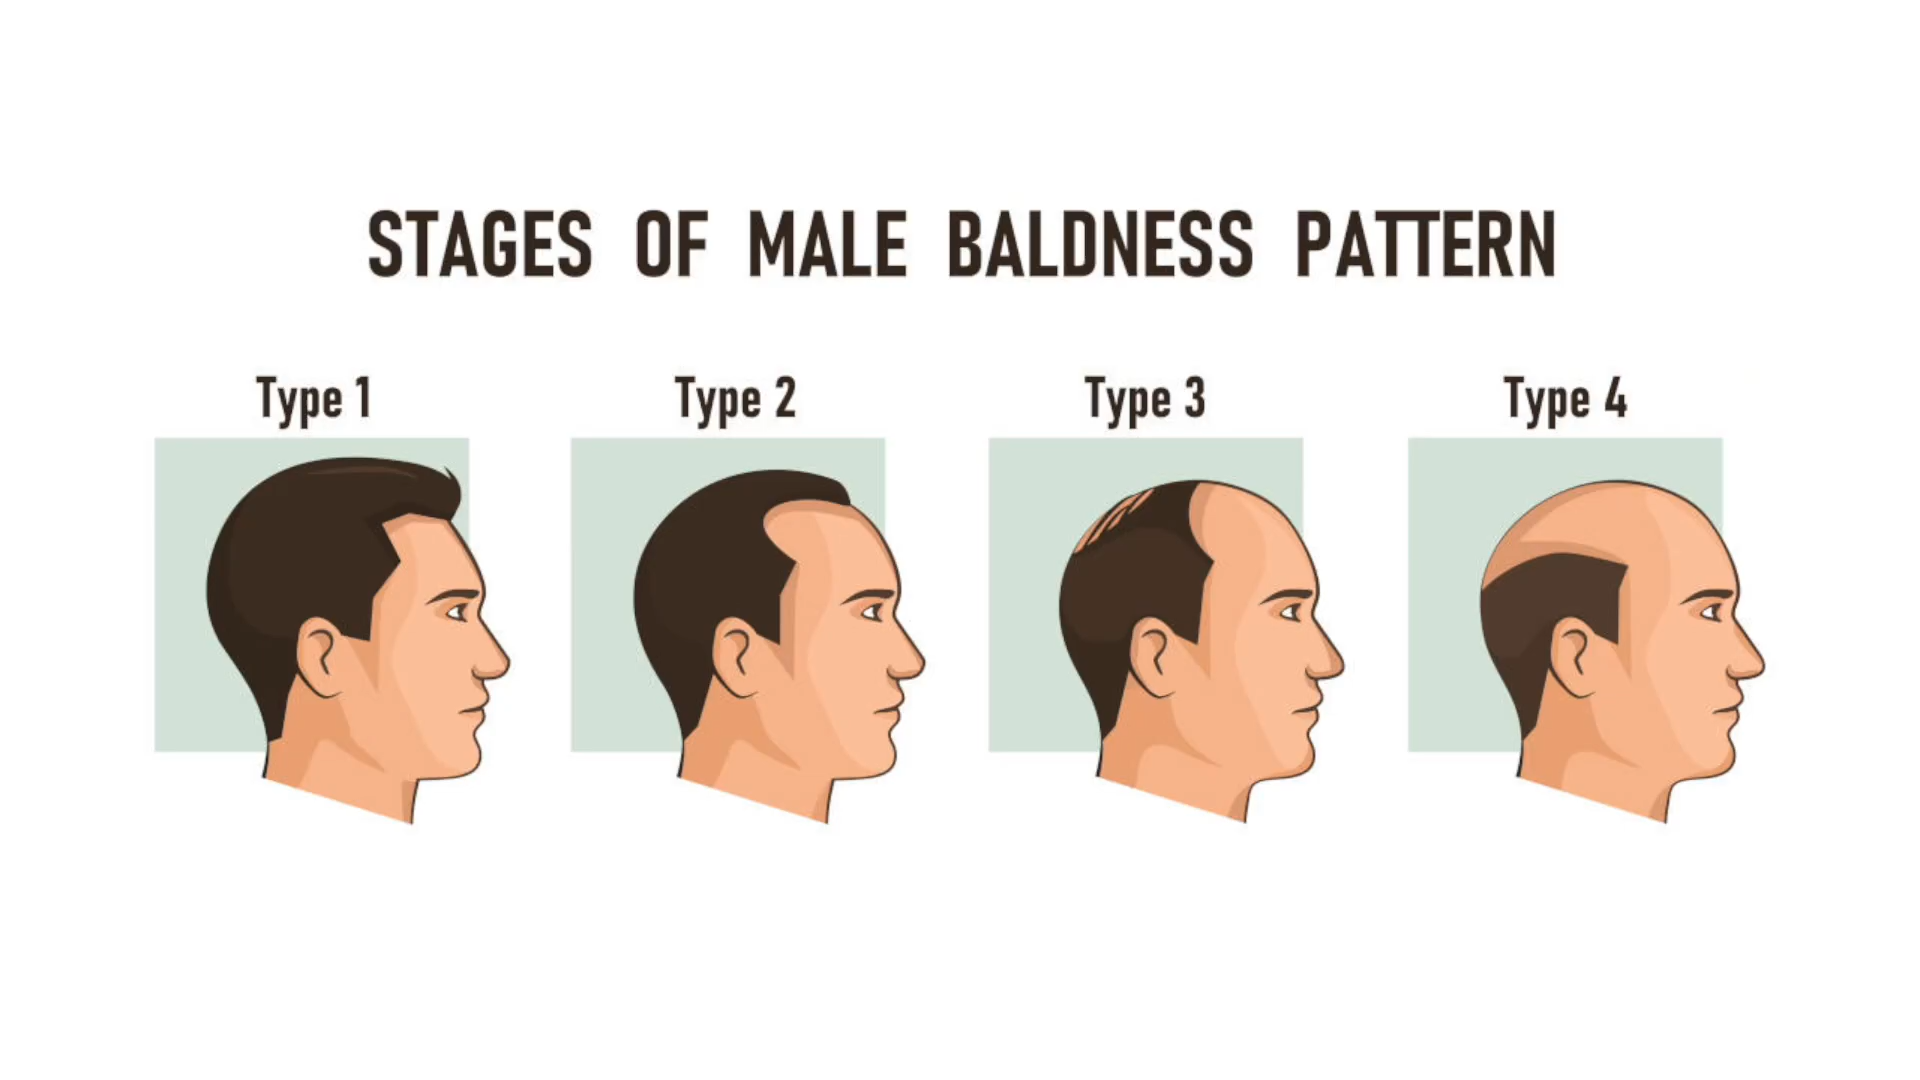 STAGES OF MALE BALDNESS PATTERN
Type 1
Type 2
Type 3
Type 4